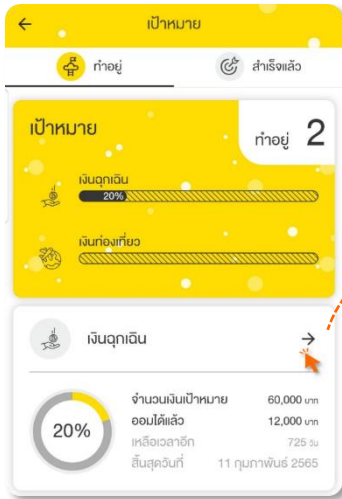 เป้าหมาย
ทำอยู่ สำเร็จแล้ว
เป้าหมาย
ทำอยู่ 2
เงินฉุกเฉิน
20%
เงินท่องเที่ยว
เงินฉุกเฉิน
20%
จำนวนเงินเป้าหมาย 60,000 บาท
ออมได้แล้ว 12,000 บาท
เหลือเวลาอีก 725 วัน
สิ้นสุดวันที่ 11 กุมภาพันธ์ 2565